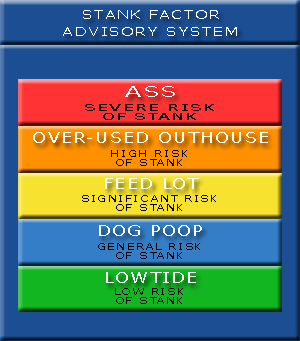 STANK FACTOR
ADVISORY SYSTEM
ASS
SEVERE RISK
OF STANK
OVER-USED OUTHOUSE
HIGH RISK
OF STANK
FEED LOT
SIGNIFICANT RISK
OF STANK
DOG POOP
GENERAL RISK
OF STANK
LOWTIDE
LOW RISK
OF STANK